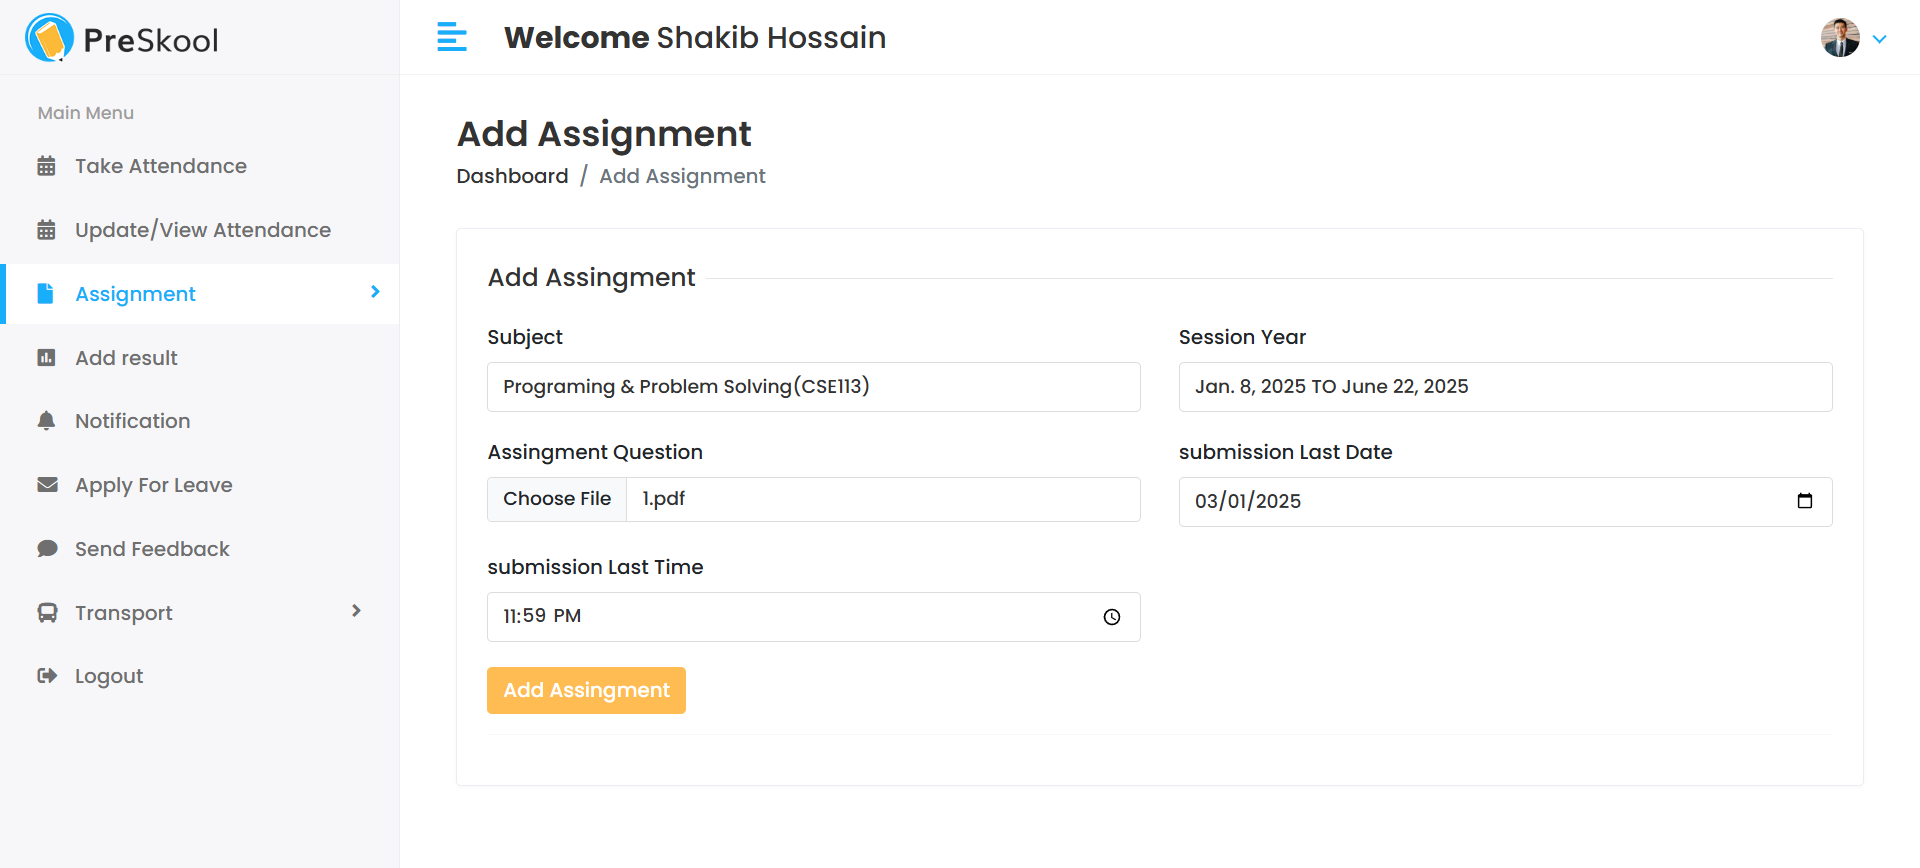 PreSkool
Welcome Shakib Hossain
Main Menu
Take Attendance
Update/View Attendance
Assignment
Add result
Notification
Apply For Leave
Send Feedback
Transport
Logout
Add Assignment
Dashboard / Add Assignment
Add Assingment
Subject
Programing & Problem Solving(CSE113)
Session Year
Jan. 8, 2025 TO June 22, 2025
Assingment Question
Choose File 1.pdf
submission Last Date
03/01/2025
submission Last Time
11:59 PM
Add Assingment